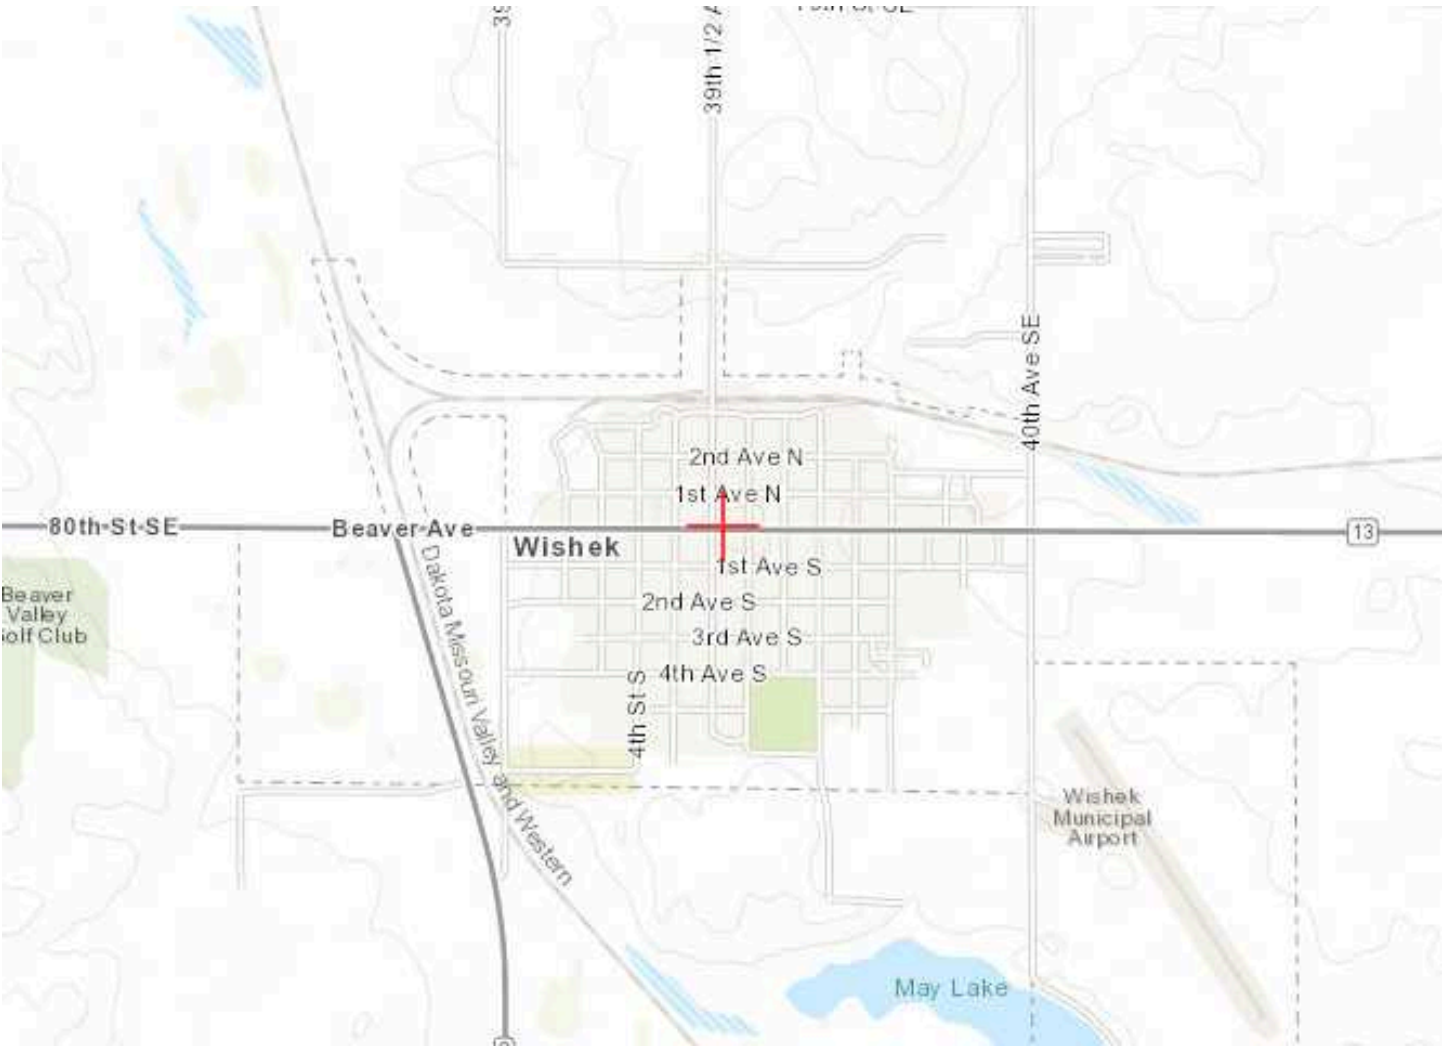 39th 1/2 A
2nd Ave N
1st Ave N
40th Ave SE
80th St SE
Beaver Ave
Wishek
13
1st Ave S
2nd Ave S
3rd Ave S
4th Ave S
4th St S
Beaver
Valley
Golf Club
Dakota Missouri Valley and Western
Wishek
Municipal
Airport
May Lake